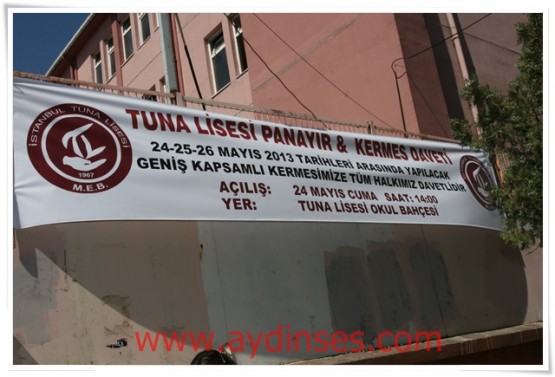 İSTANBUL TUNA LİSESİ
1967
M.E.B.
TUNA LİSESİ PANAYIR & KERMES DAVETİ
24-25-26 MAYIS 2013 TARİHLERİ ARASINDA YAPILACAK
GENİŞ KAPSAMLI KERMESİMİZE TÜM HALKIMIZ DAVETLİDİR
AÇILIŞ: 24 MAYIS CUMA SAAT: 14:00
YER: TUNA LİSESİ OKUL BAHÇESİ
www.aydinses.com